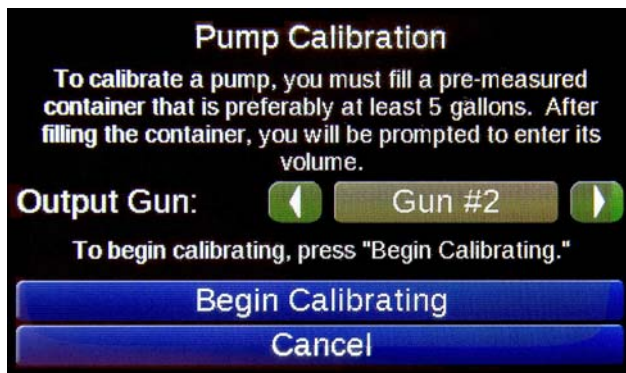 Pump Calibration
To calibrate a pump, you must fill a pre-measured
container that is preferably at least 5 gallons.  After
filling the container, you will be prompted to enter its
volume.
Output Gun: Gun #2
To begin calibrating, press "Begin Calibrating."
Begin Calibrating
Cancel